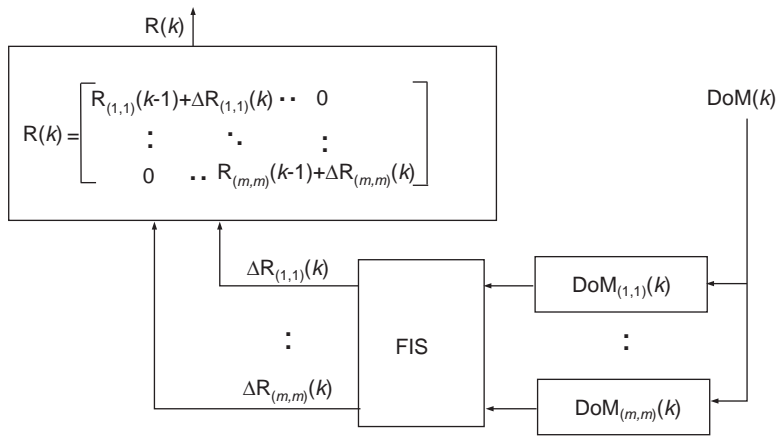 R(k)
R(k) = [ R(1,1)(k-1)+ΔR(1,1)(k) ·· 0
⋮ ⋱ ⋮
0 ·· R(m,m)(k-1)+ΔR(m,m)(k) ]
DoM(k)
ΔR(1,1)(k)
DoM(1,1)(k)
⋮ FIS ⋮
ΔR(m,m)(k)
DoM(m,m)(k)